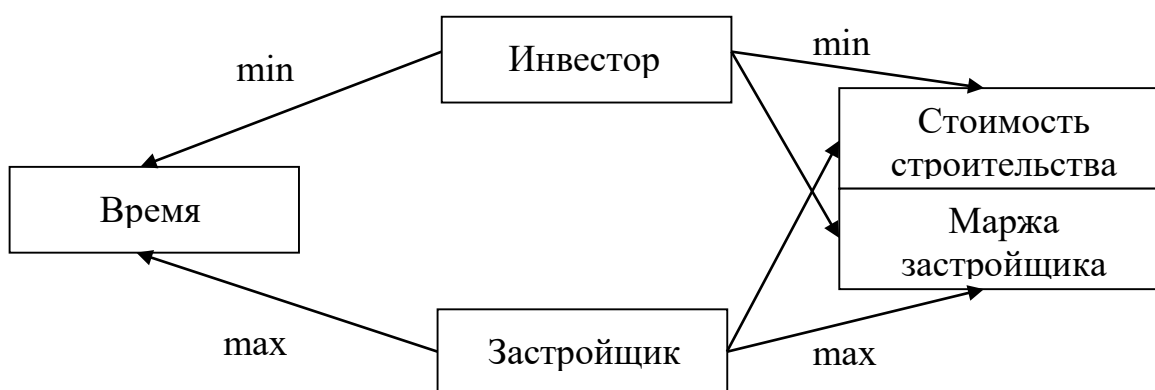 Инвестор
min
min
Стоимость
строительства
Время
Маржа
застройщика
Застройщик
max
max